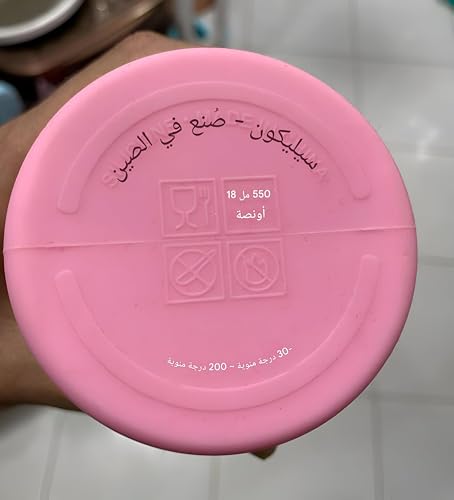 سيليكون - صُنع في الصين
550 مل 18
أونصة
-30 درجة مئوية ~ 200 درجة مئوية